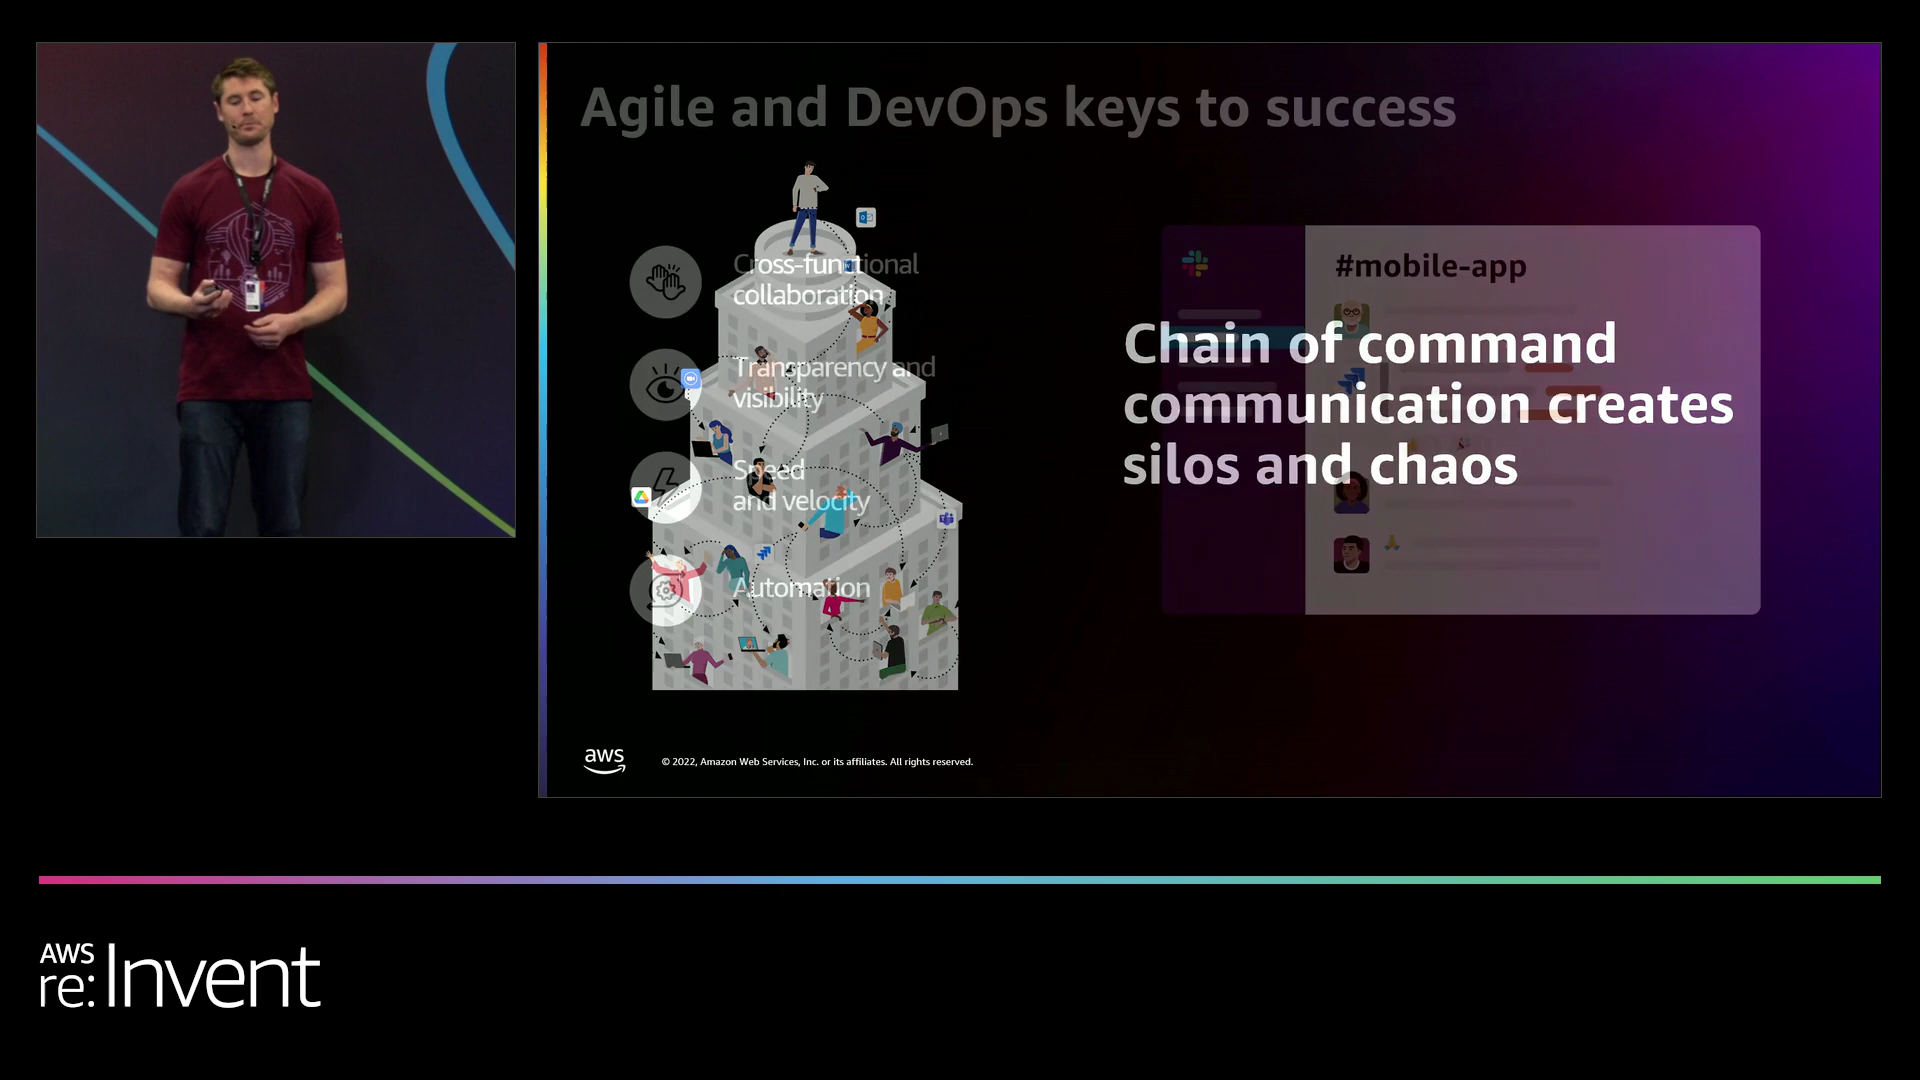 Agile and DevOps keys to success
Cross-functional
collaboration
Transparency and
visibility
Speed
and velocity
Automation
#mobile-app
Chain of command
communication creates
silos and chaos
aws
© 2022, Amazon Web Services, Inc. or its affiliates. All rights reserved.
AWS
re:Invent